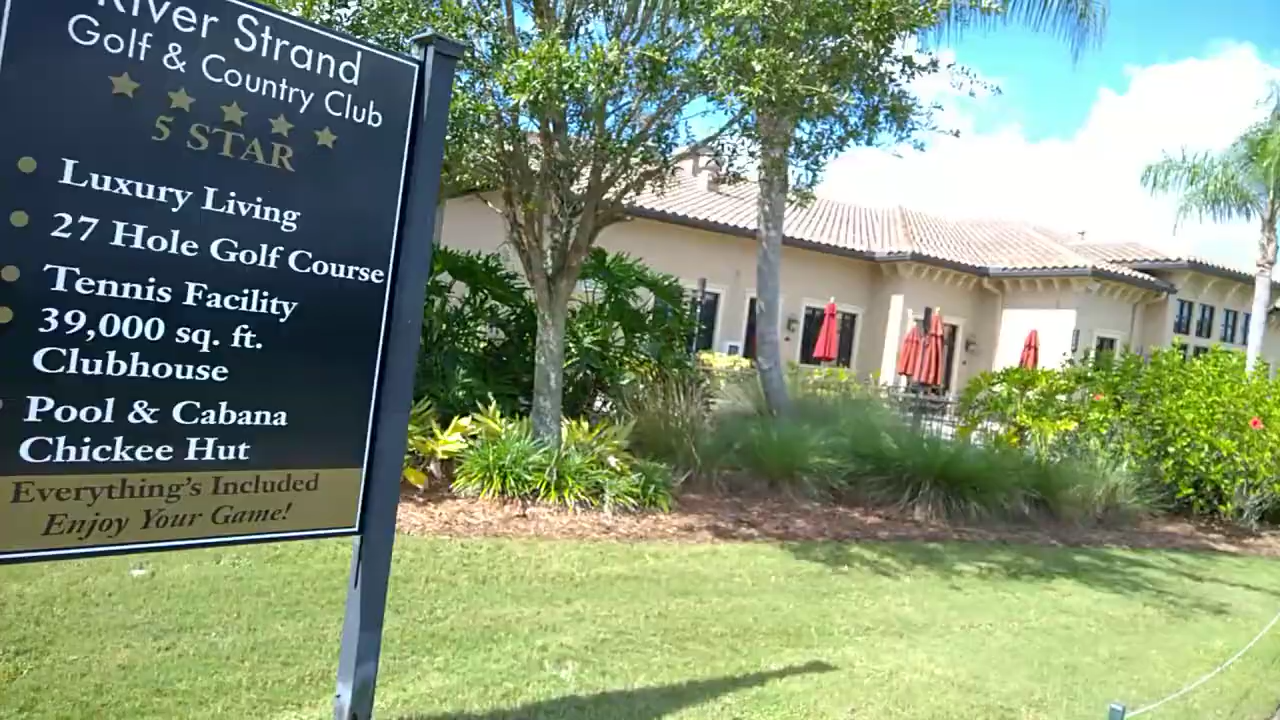 River Strand
Golf & Country Club
5 STAR
Luxury Living
27 Hole Golf Course
Tennis Facility
39,000 sq. ft.
Clubhouse
Pool & Cabana
Chickee Hut
Everything's Included
Enjoy Your Game!